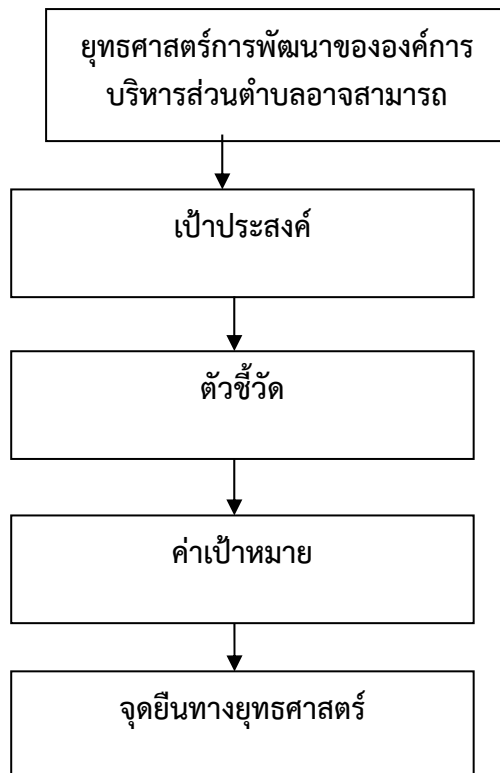 ยุทธศาสตร์การพัฒนาขององค์การ
บริหารส่วนตำบลอาจสามารถ
เป้าประสงค์
ตัวชี้วัด
ค่าเป้าหมาย
จุดยืนทางยุทธศาสตร์